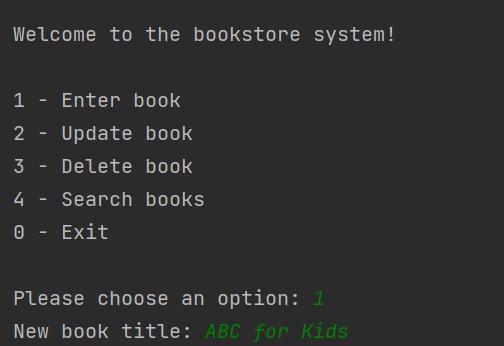 Welcome to the bookstore system!
1 - Enter book
2 - Update book
3 - Delete book
4 - Search books
0 - Exit
Please choose an option: 1
New book title: ABC for Kids